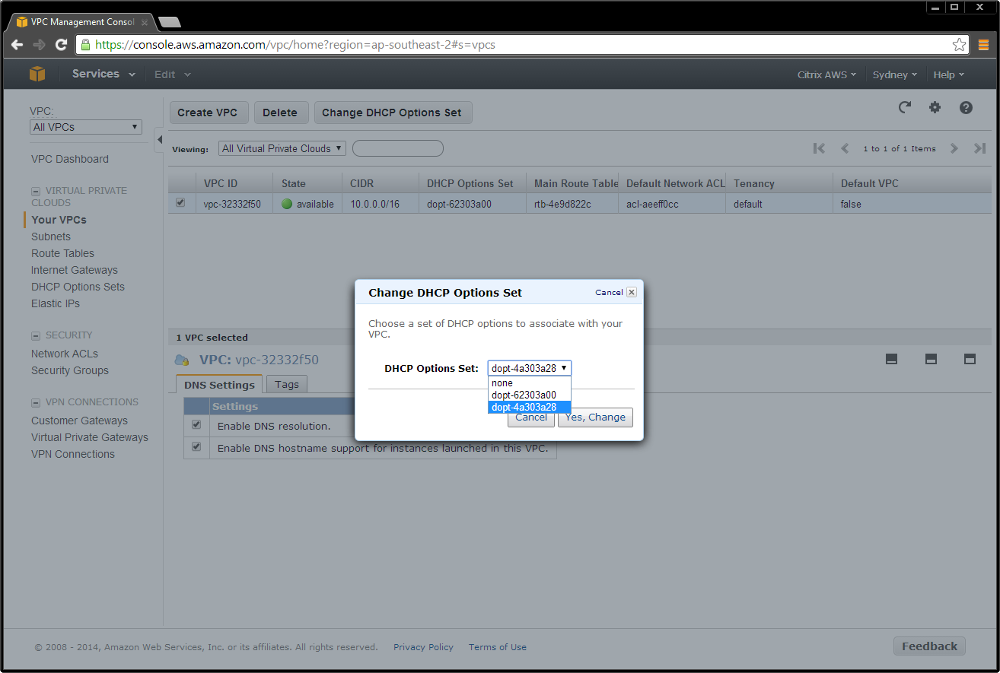 VPC Management Consol
https://console.aws.amazon.com/vpc/home?region=ap-southeast-2#s=vpcs
Services Edit Citrix AWS Sydney Help
VPC:
All VPCs
VPC Dashboard
VIRTUAL PRIVATE
CLOUDS
Your VPCs
Subnets
Route Tables
Internet Gateways
DHCP Options Sets
Elastic IPs
SECURITY
Network ACLs
Security Groups
VPN CONNECTIONS
Customer Gateways
Virtual Private Gateways
VPN Connections
Create VPC Delete Change DHCP Options Set
Viewing: All Virtual Private Clouds 1 to 1 of 1 Items
VPC ID State CIDR DHCP Options Set Main Route Table Default Network ACL Tenancy Default VPC
vpc-32332f50 available 10.0.0.0/16 dopt-62303a00 rtb-4e9d822c acl-aeeff0cc default false
1 VPC selected
VPC: vpc-32332f50
DNS Settings Tags
Settings
Enable DNS resolution.
Enable DNS hostname support for instances launched in this VPC.
Change DHCP Options Set Cancel
Choose a set of DHCP options to associate with your
VPC.
DHCP Options Set: dopt-4a303a28
none
dopt-62303a00
dopt-4a303a28
Cancel Yes, Change
© 2008 - 2014, Amazon Web Services, Inc. or its affiliates. All rights reserved. Privacy Policy Terms of Use Feedback